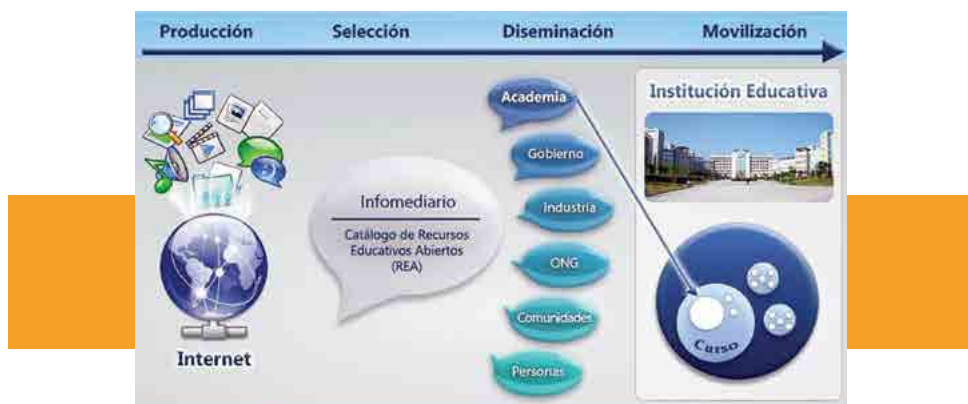 Producción
Selección
Diseminación
Movilización
Internet
Infomediario
Catálogo de Recursos
Educativos Abiertos
(REA)
Academia
Gobierno
Industria
ONG
Comunidades
Personas
Institución Educativa
Curso